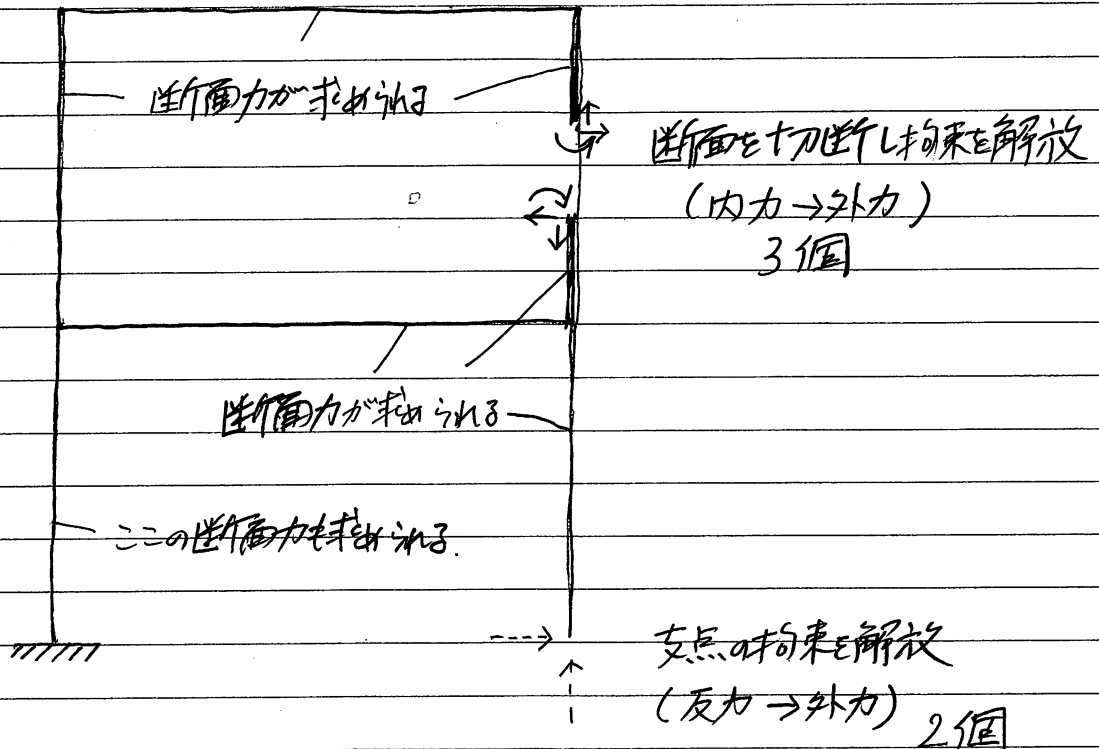 断面力が求められる
断面を切断し拘束を解放
(内力→外力)
3個
断面力が求められる
ここの断面力も求められる.
支点の拘束を解放
(反力→外力)
2個